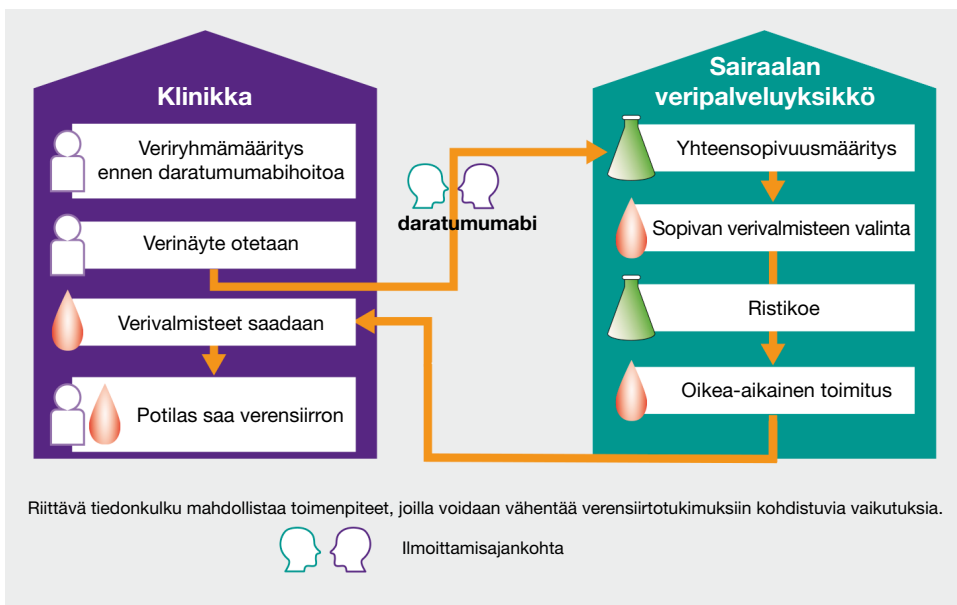 Klinikka
Veriryhmämääritys
ennen daratumumabihoitoa
Verinäyte otetaan
Verivalmisteet saadaan
Potilas saa verensiirron
daratumumabi
Sairaalan
veripalveluyksikkö
Yhteensopivuusmääritys
Sopivan verivalmisteen valinta
Ristikoe
Oikea-aikainen toimitus
Riittävä tiedonkulku mahdollistaa toimenpiteet, joilla voidaan vähentää verensiirtotukimuksiin kohdistuvia vaikutuksia.
Ilmoittamisajankohta